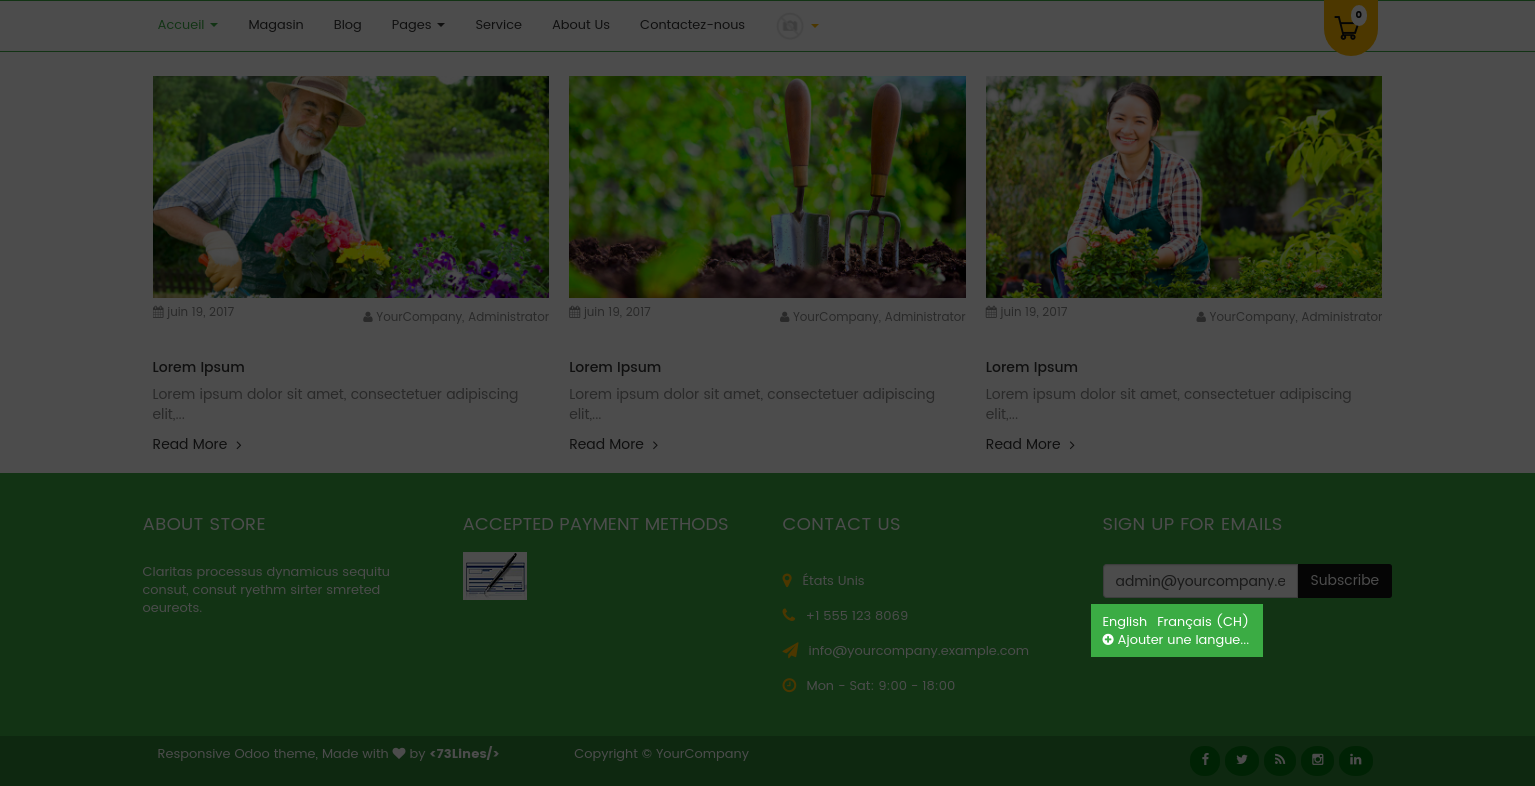 Accueil Magasin Blog Pages Service About Us Contactez-nous 0
juin 19, 2017 YourCompany, Administrator
Lorem Ipsum
Lorem ipsum dolor sit amet, consectetuer adipiscing
elit,...
Read More
juin 19, 2017 YourCompany, Administrator
Lorem Ipsum
Lorem ipsum dolor sit amet, consectetuer adipiscing
elit,...
Read More
juin 19, 2017 YourCompany, Administrator
Lorem Ipsum
Lorem ipsum dolor sit amet, consectetuer adipiscing
elit,...
Read More
ABOUT STORE
Claritas processus dynamicus sequitu
consut, consut ryethm sirter smreted
oeureots.
ACCEPTED PAYMENT METHODS
CONTACT US
États Unis
+1 555 123 8069
info@yourcompany.example.com
Mon - Sat: 9:00 - 18:00
SIGN UP FOR EMAILS
admin@yourcompany.e Subscribe
English Français (CH)
Ajouter une langue...
Responsive Odoo theme, Made with by <73Lines/> Copyright © YourCompany